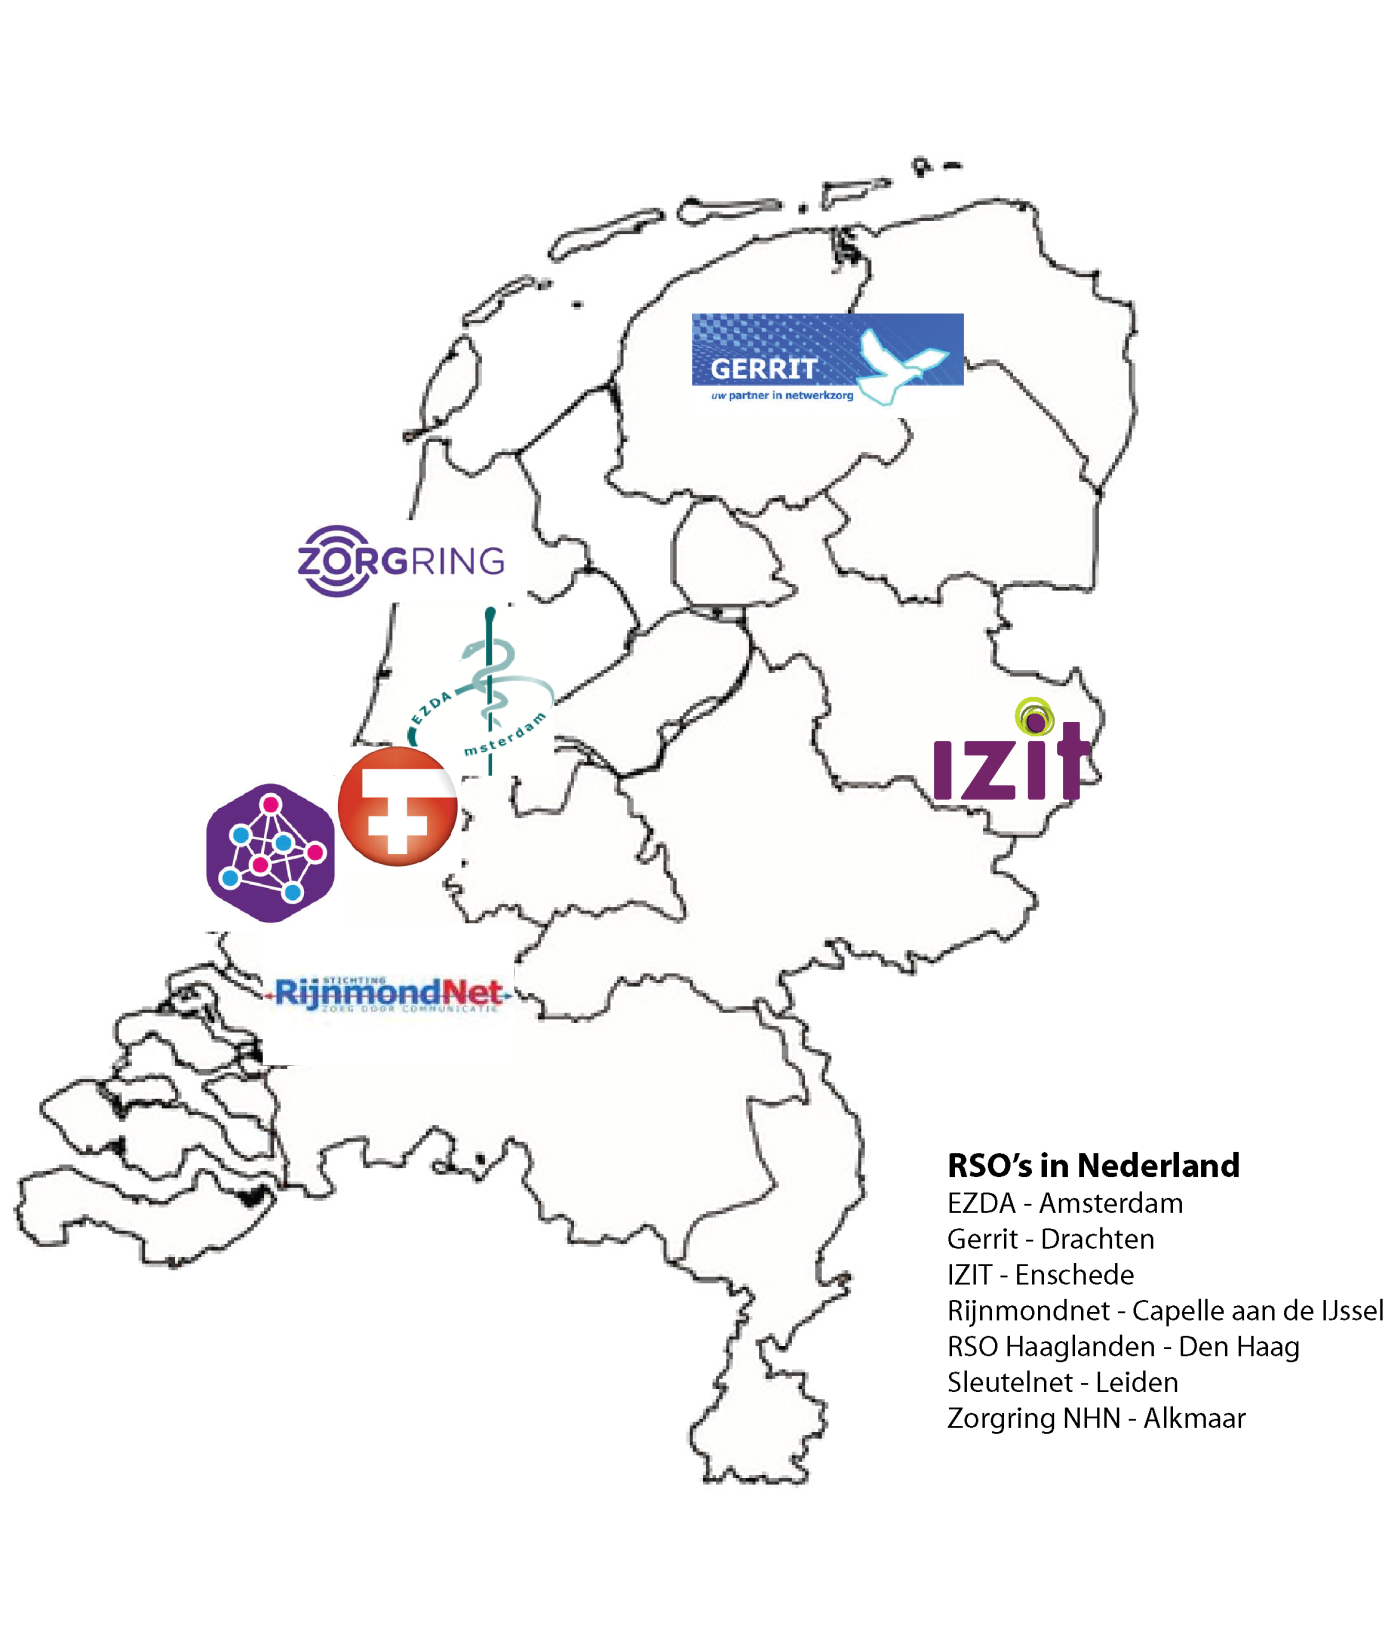 GERRIT
uw partner in netwerkzorg
ZORGRING
EZDA
msterdam
izit
STICHTING
RijnmondNet
ZORG DOOR COMMUNICATIE
RSO’s in Nederland
EZDA - Amsterdam
Gerrit - Drachten
IZIT - Enschede
Rijnmondnet - Capelle aan de IJssel
RSO Haaglanden - Den Haag
Sleutelnet - Leiden
Zorgring NHN - Alkmaar